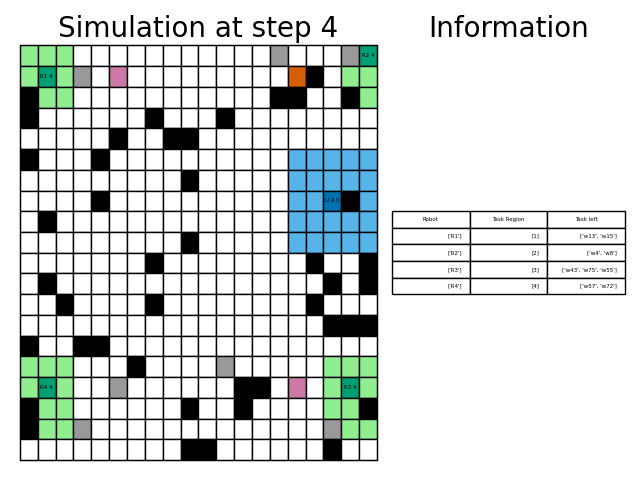 Simulation at step 4
Information
R2 4
R1 4
U 4.0
Robot Task Region Task left
['R1'] [1] ['w13', 'w15']
['R2'] [2] ['w4', 'w8']
['R3'] [3] ['w43', 'w75', 'w55']
['R4'] [4] ['w57', 'w72']
R4 4 R3 4